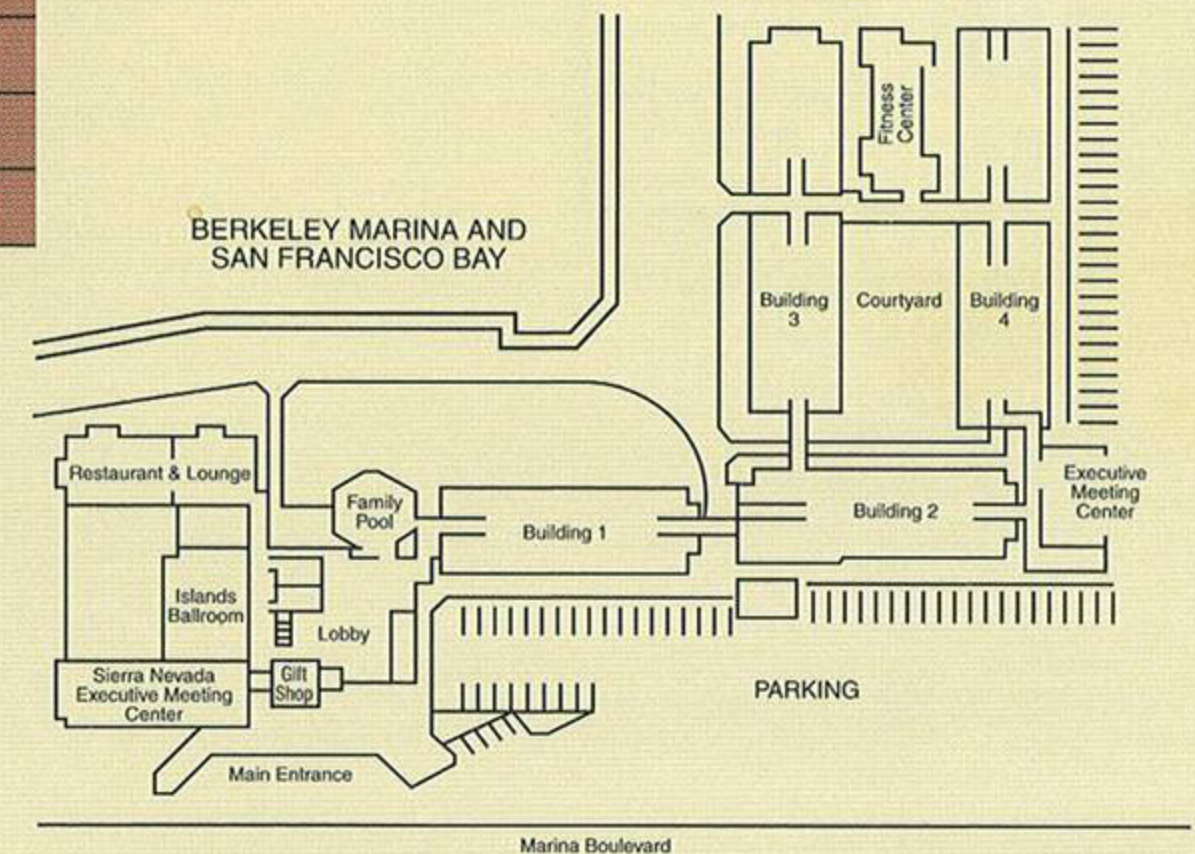 Fitness
Center
BERKELEY MARINA AND
SAN FRANCISCO BAY
Building
3
Courtyard
Building
4
Restaurant & Lounge
Family
Pool
Building 1
Building 2
Executive
Meeting
Center
Islands
Ballroom
Lobby
Sierra Nevada
Executive Meeting
Center
Gift
Shop
PARKING
Main Entrance
Marina Boulevard